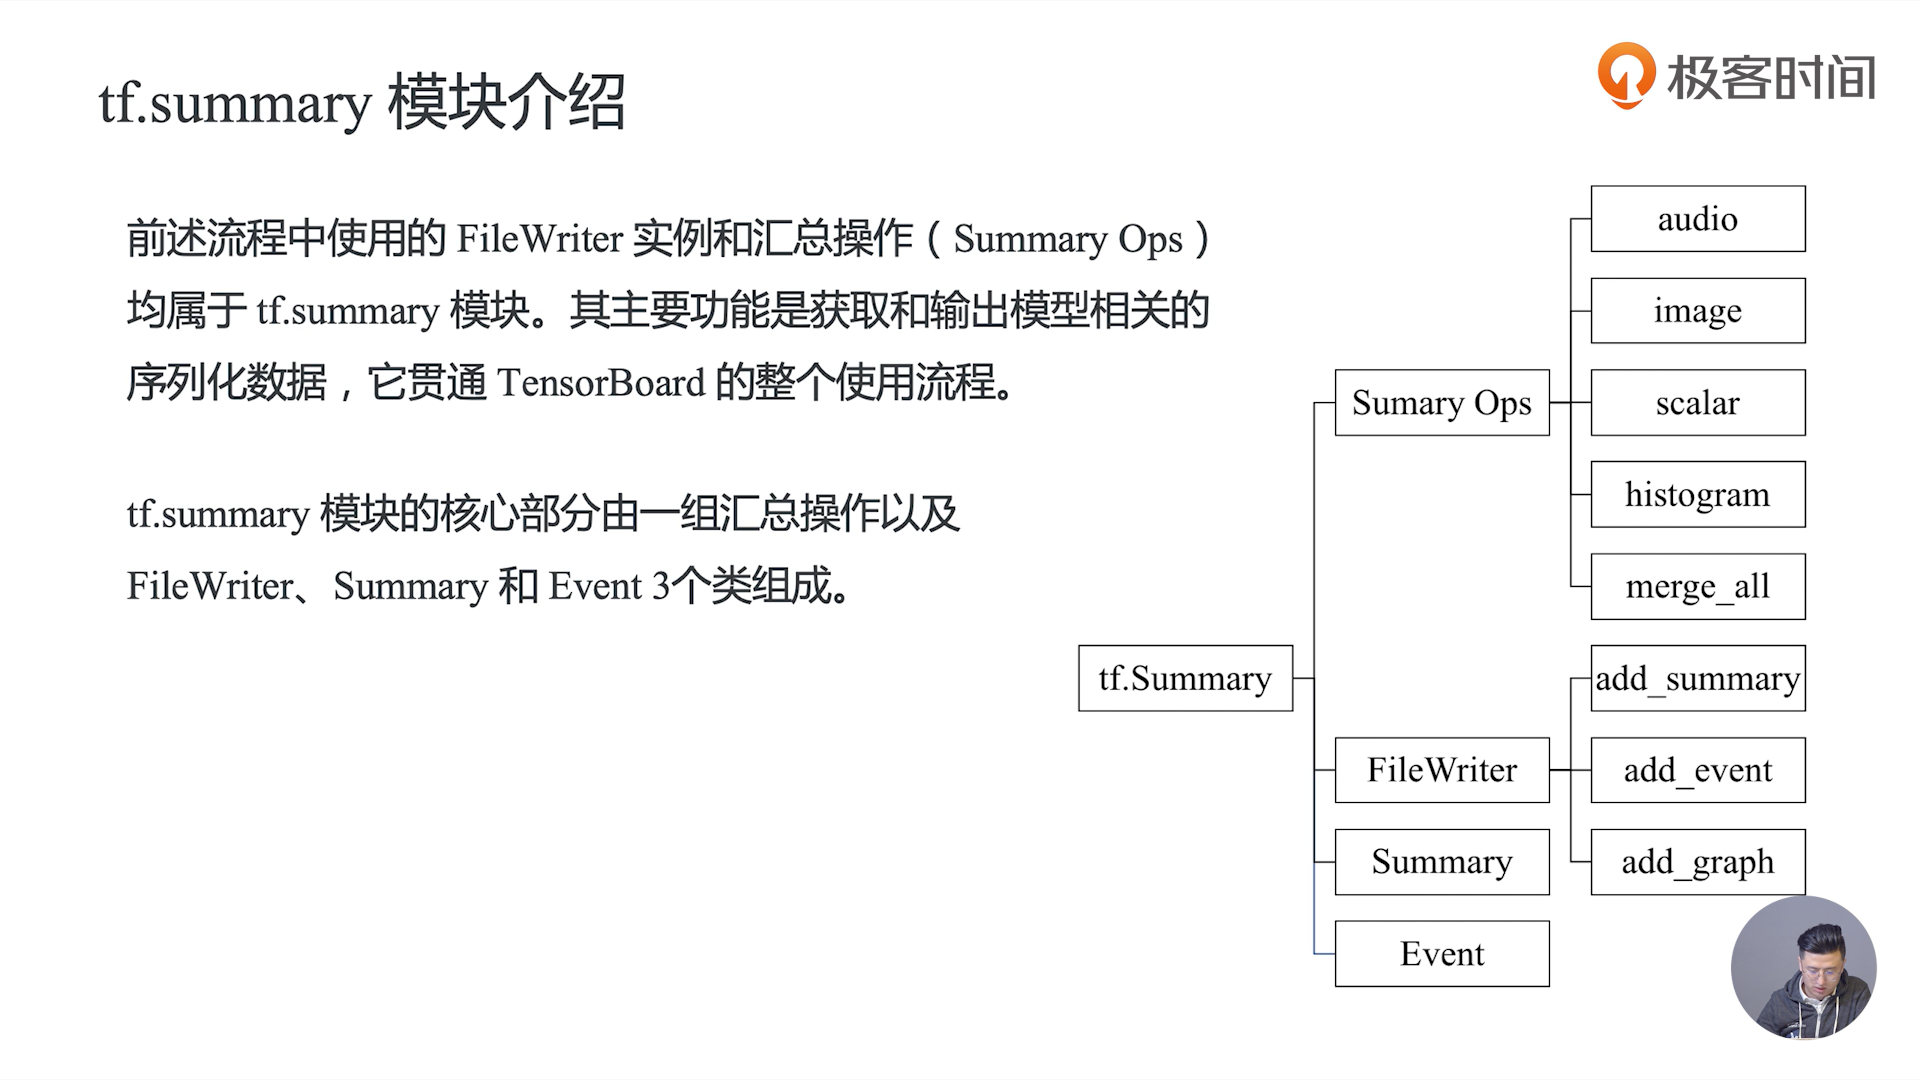 tf.summary 模块介绍
极客时间
前述流程中使用的 FileWriter 实例和汇总操作（Summary Ops）
均属于 tf.summary 模块。其主要功能是获取和输出模型相关的
序列化数据，它贯通 TensorBoard 的整个使用流程。
tf.summary 模块的核心部分由一组汇总操作以及
FileWriter、Summary 和 Event 3个类组成。
tf.Summary
Sumary Ops
audio
image
scalar
histogram
merge_all
FileWriter
add_summary
add_event
add_graph
Summary
Event